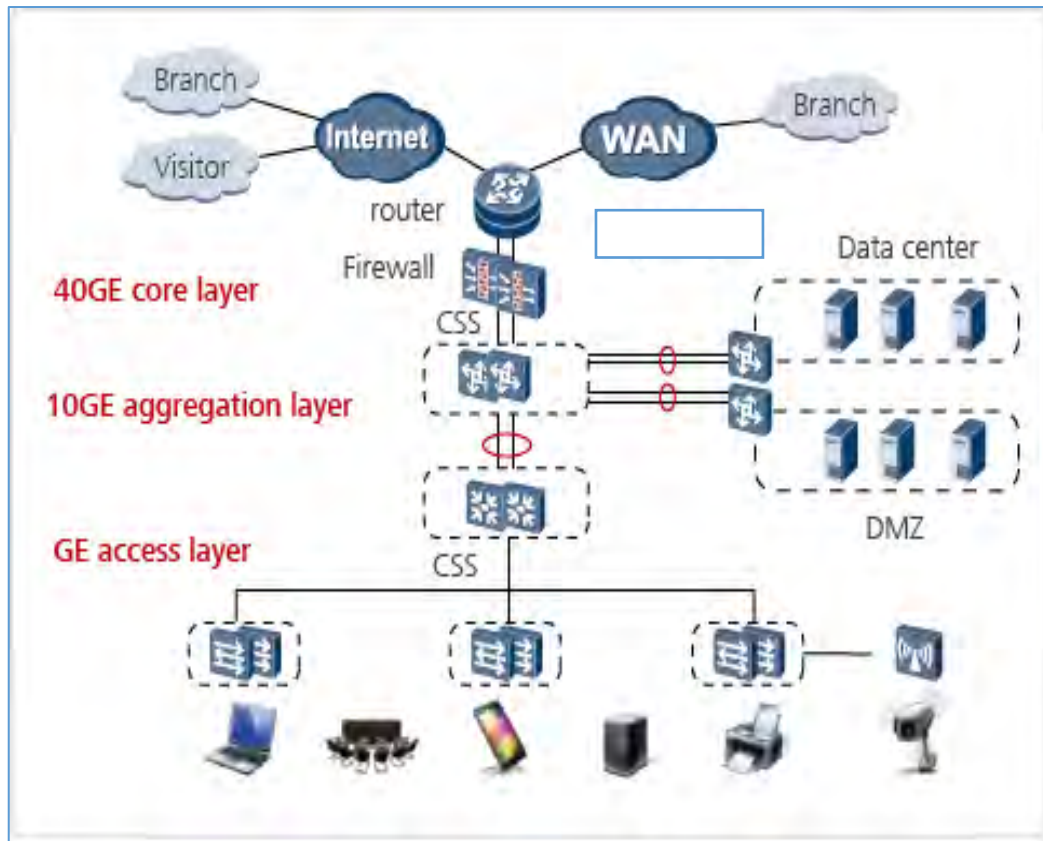 Branch
Branch
Internet
WAN
Visitor
router
Firewall
Data center
40GE core layer
CSS
10GE aggregation layer
DMZ
GE access layer
CSS